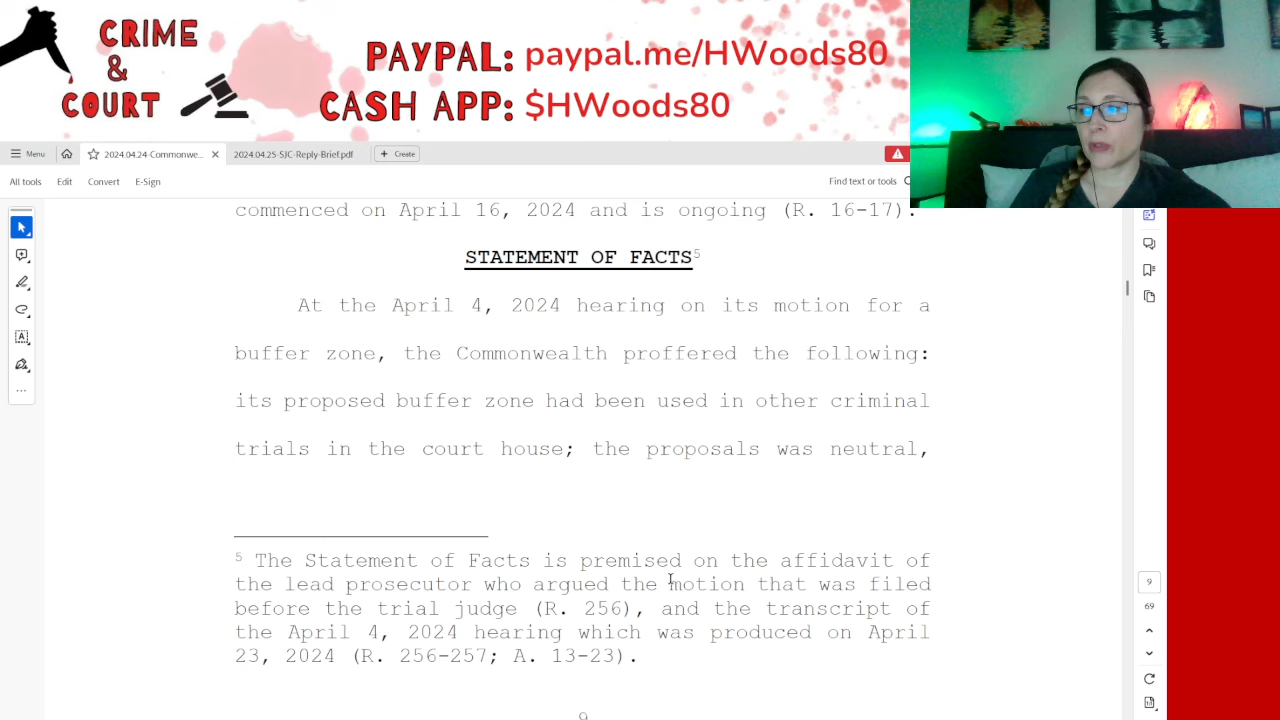 CRIME
&
COURT
PAYPAL: paypal.me/HWoods80
CASH APP: $HWoods80
Menu
2024.04.24-Commonwe...
2024.04.25-SJC-Reply-Brief.pdf
Create
All tools
Edit
Convert
E-Sign
Find text or tools
commenced on April 16, 2024 and is ongoing (R. 16-17).
STATEMENT OF FACTS5
At the April 4, 2024 hearing on its motion for a
buffer zone, the Commonwealth proffered the following:
its proposed buffer zone had been used in other criminal
trials in the court house; the proposals was neutral,
5 The Statement of Facts is premised on the affidavit of
the lead prosecutor who argued the motion that was filed
before the trial judge (R. 256), and the transcript of
the April 4, 2024 hearing which was produced on April
23, 2024 (R. 256-257; A. 13-23).
9
69
9